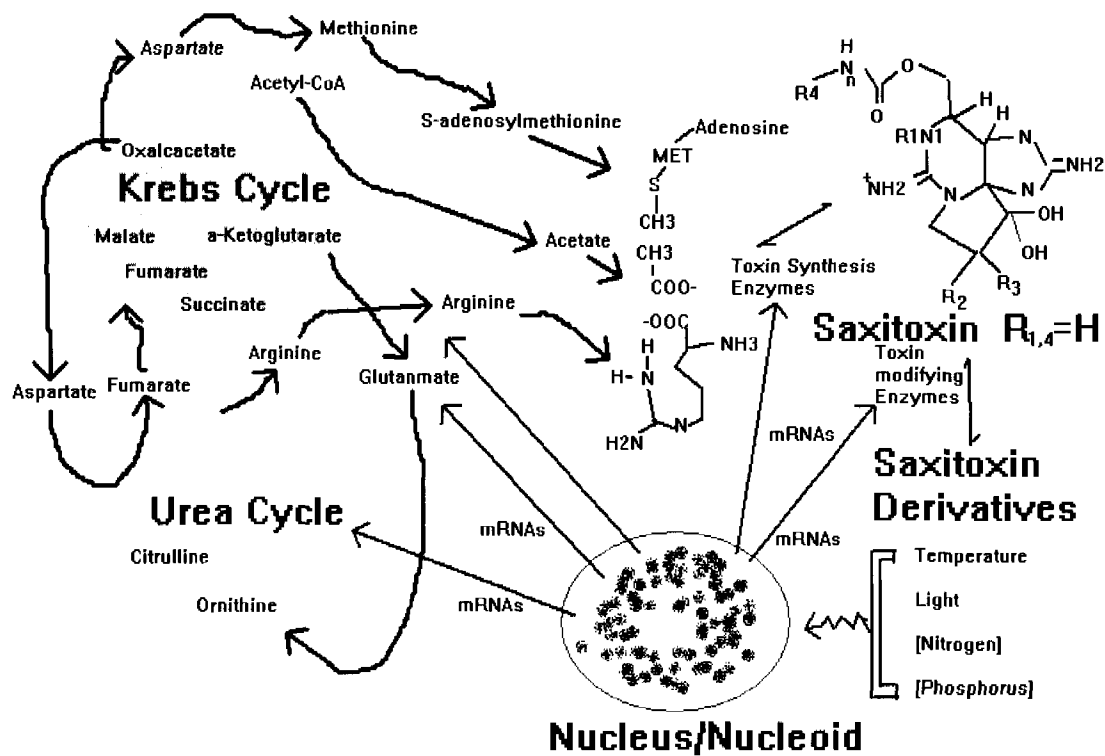 Aspartate
Methionine
Acetyl-CoA
S-adenosylmethionine
Oxalcacetate
Krebs Cycle
Malate
a-Ketoglutarate
Fumarate
Succinate
Arginine
Arginine
Aspartate
Fumarate
Glutanmate
Urea Cycle
Citrulline
Ornithine
Acetate
Adenosine
MET
S
CH3
CH3
COO-
-OOC
NH3
H
H-
N
N
H2N
H
N
n
R4
O
O
H
H
R1N1
N
+NH2
N
N
NH2
OH
OH
R2
R3
Toxin Synthesis
Enzymes
Saxitoxin R1,4=H
Toxin
modifying
Enzymes
Saxitoxin
Derivatives
mRNAs
mRNAs
mRNAs
mRNAs
Temperature
Light
[Nitrogen]
[Phosphorus]
Nucleus/Nucleoid